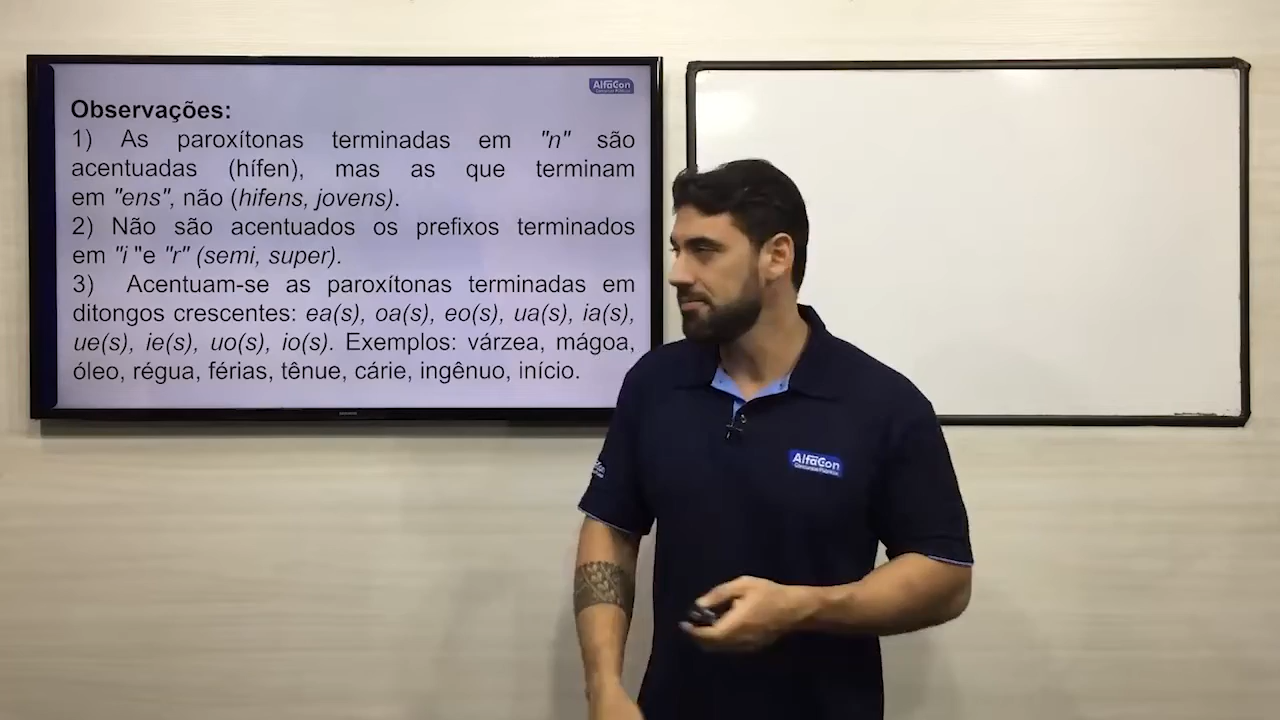 AlfaCon
Observações:
1) As paroxítonas terminadas em "n" são
acentuadas (hífen), mas as que terminam
em "ens", não (hifens, jovens).
2) Não são acentuados os prefixos terminados
em "i "e "r" (semi, super).
3) Acentuam-se as paroxítonas terminadas em
ditongos crescentes: ea(s), oa(s), eo(s), ua(s), ia(s),
ue(s), ie(s), uo(s), io(s). Exemplos: várzea, mágoa,
óleo, régua, férias, tênue, cárie, ingênuo, início.
AlfaCon
Concursos Públicos